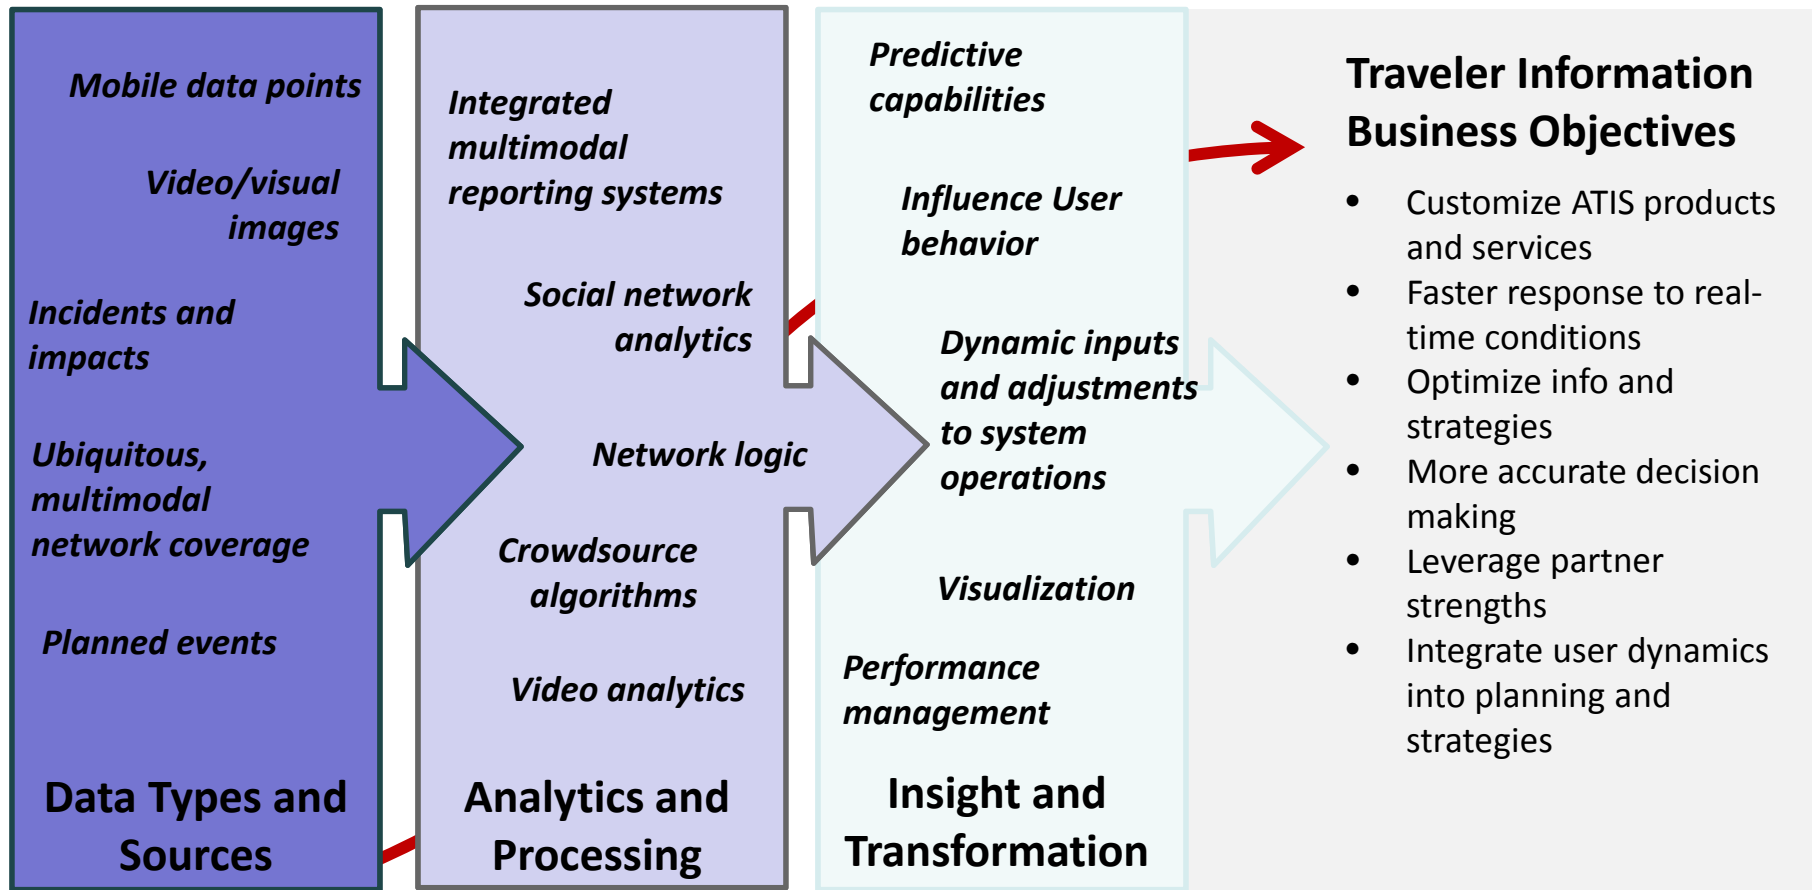 Mobile data points
Video/visual
images
Incidents and
impacts
Ubiquitous,
multimodal
network coverage
Planned events
Data Types and
Sources
Integrated
multimodal
reporting systems
Social network
analytics
Network logic
Crowdsource
algorithms
Video analytics
Analytics and
Processing
Predictive
capabilities
Influence User
behavior
Dynamic inputs
and adjustments
to system
operations
Visualization
Performance
management
Insight and
Transformation
Traveler Information
Business Objectives
• Customize ATIS products
and services
• Faster response to real-
time conditions
• Optimize info and
strategies
• More accurate decision
making
• Leverage partner
strengths
• Integrate user dynamics
into planning and
strategies